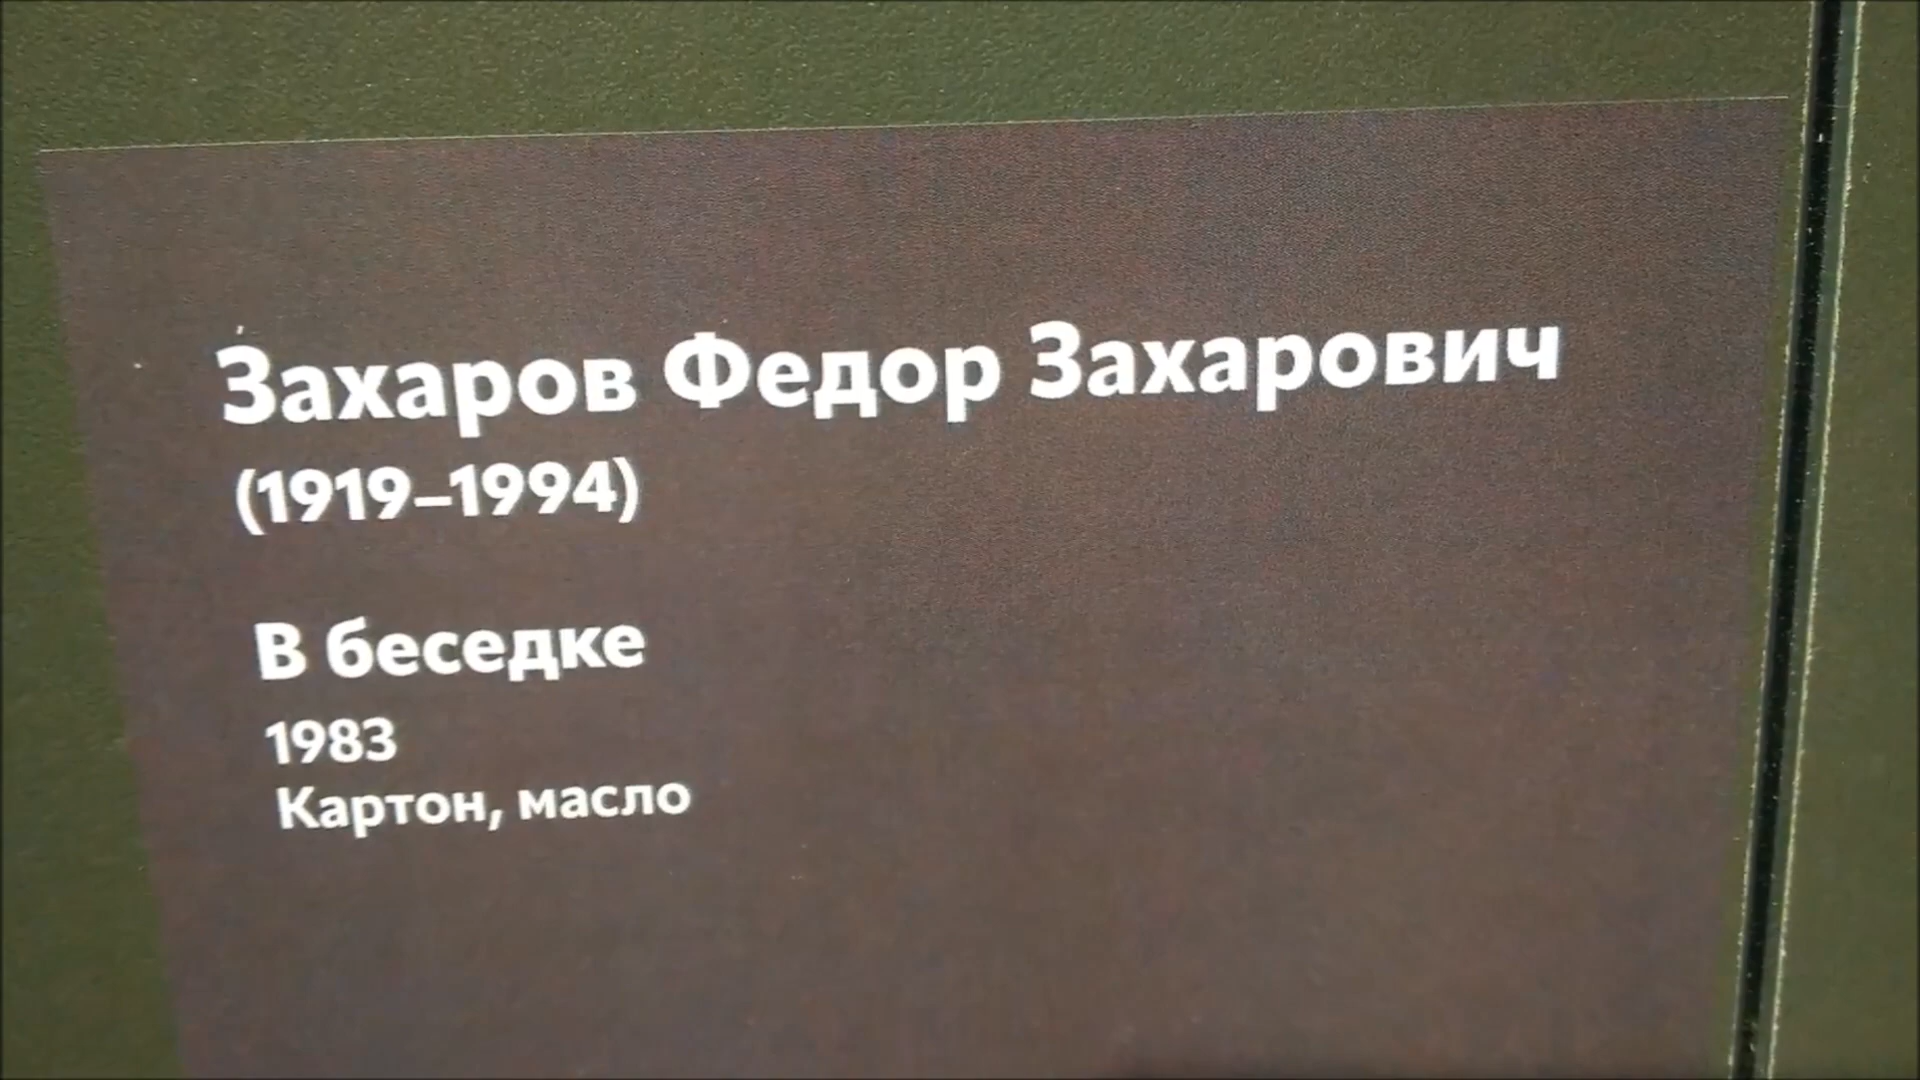 Захаров Федор Захарович
(1919–1994)
В беседке
1983
Картон, масло